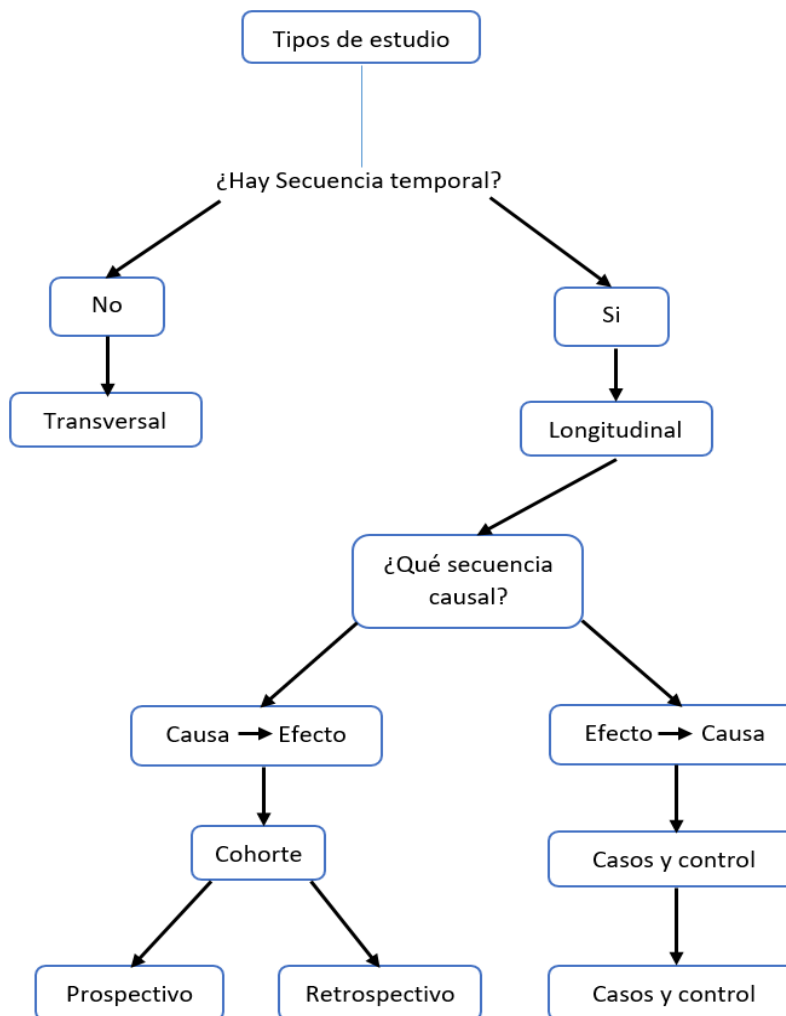 Tipos de estudio
¿Hay Secuencia temporal?
No
Si
Transversal
Longitudinal
¿Qué secuencia
causal?
Causa → Efecto
Efecto → Causa
Cohorte
Casos y control
Prospectivo
Retrospectivo
Casos y control